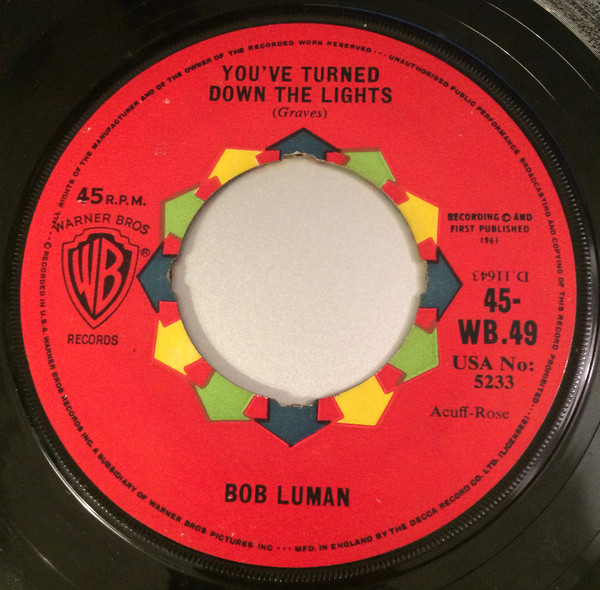 YOU'VE TURNED
DOWN THE LIGHTS
(Graves)
45 R.P.M.
WARNER BROS
WB
®
RECORDS
RECORDING © AND
FIRST PUBLISHED
1961
D.11643
45-
WB.49
USA No:
5233
Acuff-Rose
BOB LUMAN
ALL RIGHTS OF THE MANUFACTURER AND OF THE OWNER OF THE RECORDED WORK RESERVED ··· UNAUTHORISED PUBLIC PERFORMANCE, BROADCASTING AND COPYING OF THIS RECORD PROHIBITED ···
© RECORDED IN U.S.A. WARNER BROS RECORDS INC. A SUBSIDIARY OF WARNER BROS PICTURES INC ··· MFD. IN ENGLAND BY THE DECCA RECORD CO. LTD. (LICENSEES) ···